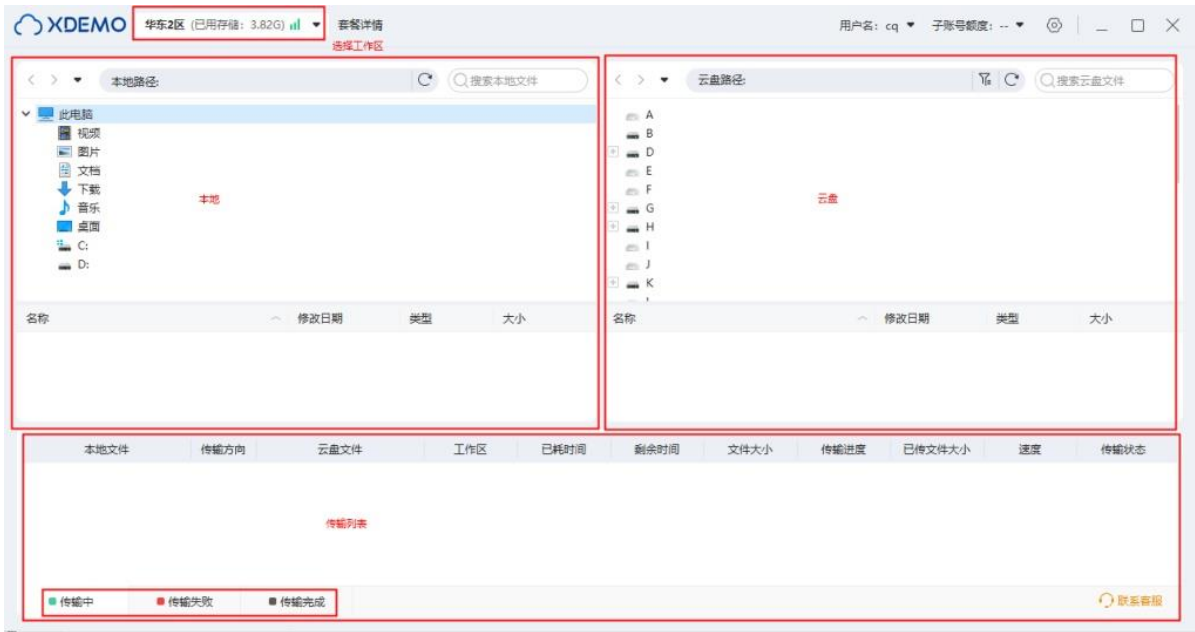 XDEMO 华东2区 (已用存储: 3.82G) 套餐详情 用户名: cq 子账号额度: --
选择工作区
本地路径: 搜索本地文件
云盘路径: 搜索云盘文件
此电脑
视频
图片
文档
下载
音乐
桌面
C:
D:
本地
A
B
D
E
F
G
H
I
J
K
云盘
名称 修改日期 类型 大小
名称 修改日期 类型 大小
本地文件 传输方向 云盘文件 工作区 已耗时间 剩余时间 文件大小 传输进度 已传文件大小 速度 传输状态
传输列表
传输中 传输失败 传输完成 联系客服